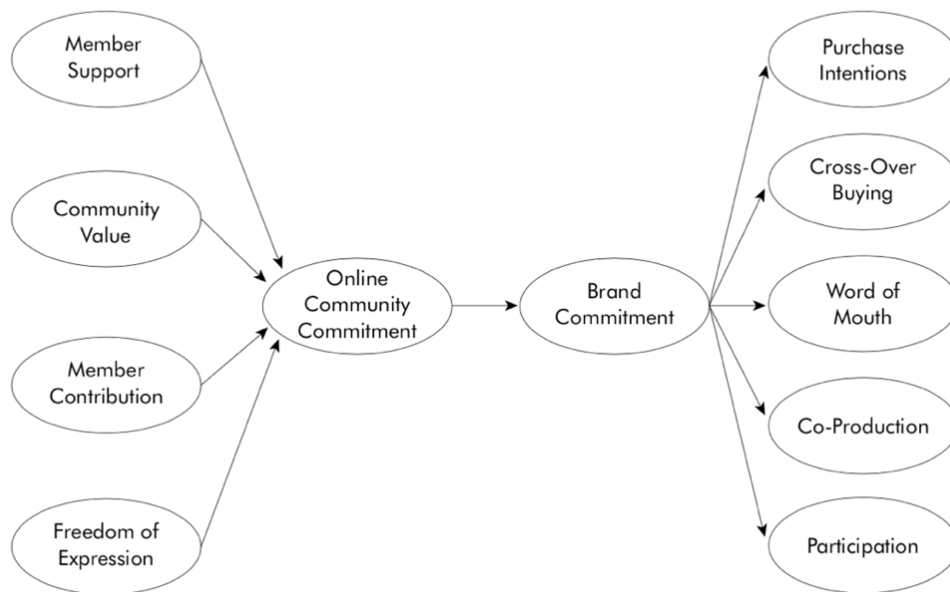 Member
Support
Community
Value
Member
Contribution
Freedom of
Expression
Online
Community
Commitment
Brand
Commitment
Purchase
Intentions
Cross-Over
Buying
Word of
Mouth
Co-Production
Participation